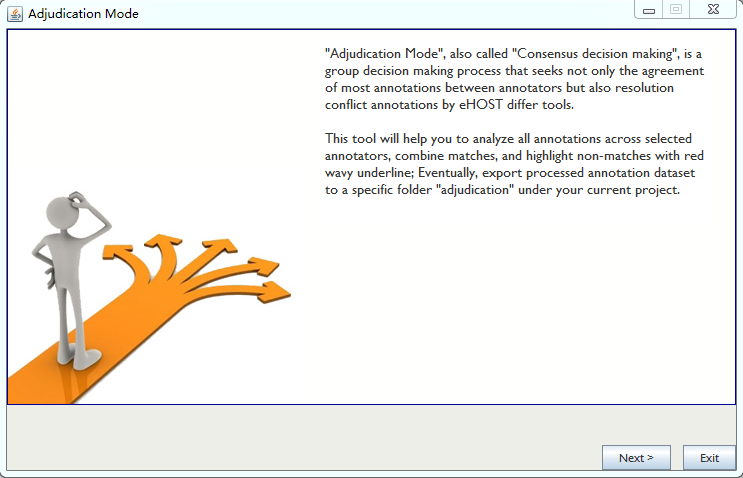 Adjudication Mode
"Adjudication Mode", also called "Consensus decision making", is a
group decision making process that seeks not only the agreement
of most annotations between annotators but also resolution
conflict annotations by eHOST differ tools.
This tool will help you to analyze all annotations across selected
annotators, combine matches, and highlight non-matches with red
wavy underline; Eventually, export processed annotation dataset
to a specific folder "adjudication" under your current project.
Next >
Exit